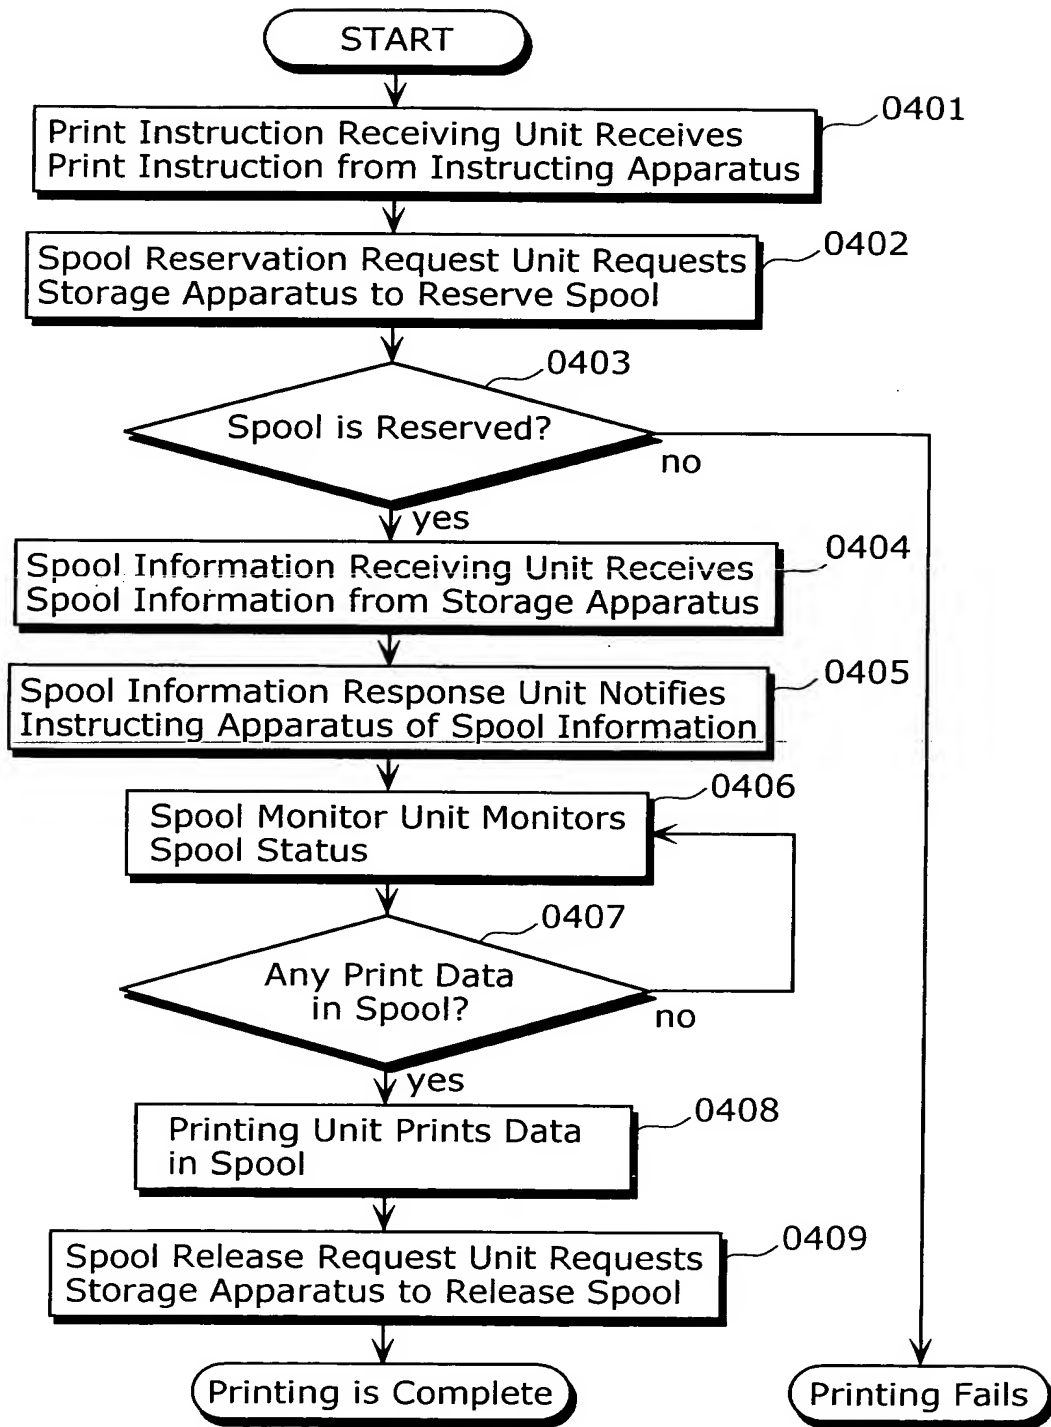 START
0401
Print Instruction Receiving Unit Receives
Print Instruction from Instructing Apparatus
0402
Spool Reservation Request Unit Requests
Storage Apparatus to Reserve Spool
0403
Spool is Reserved?
no
yes
0404
Spool Information Receiving Unit Receives
Spool Information from Storage Apparatus
0405
Spool Information Response Unit Notifies
Instructing Apparatus of Spool Information
0406
Spool Monitor Unit Monitors
Spool Status
0407
Any Print Data
in Spool?
no
yes
0408
Printing Unit Prints Data
in Spool
0409
Spool Release Request Unit Requests
Storage Apparatus to Release Spool
Printing is Complete
Printing Fails